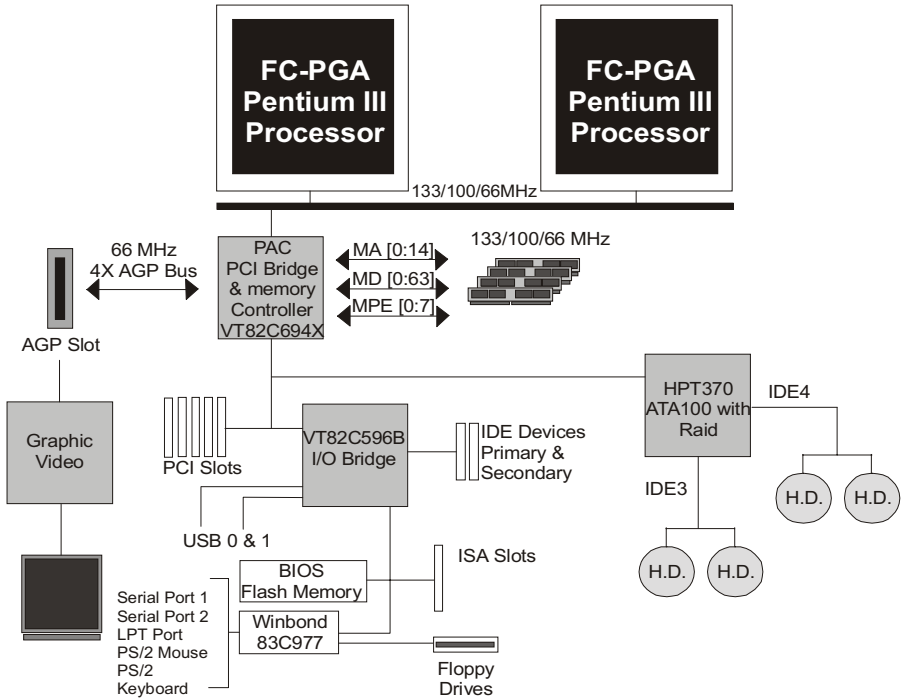 FC-PGA
Pentium III
Processor
FC-PGA
Pentium III
Processor
133/100/66MHz
66 MHz
4X AGP Bus
PAC
PCI Bridge
& memory
Controller
VT82C694X
MA [0:14]
MD [0:63]
MPE [0:7]
133/100/66 MHz
AGP Slot
Graphic
Video
PCI Slots
VT82C596B
I/O Bridge
IDE Devices
Primary &
Secondary
HPT370
ATA100 with
Raid
IDE4
IDE3
H.D.
H.D.
H.D.
H.D.
USB 0 & 1
BIOS
Flash Memory
ISA Slots
Serial Port 1
Serial Port 2
LPT Port
PS/2 Mouse
PS/2
Keyboard
Winbond
83C977
Floppy
Drives